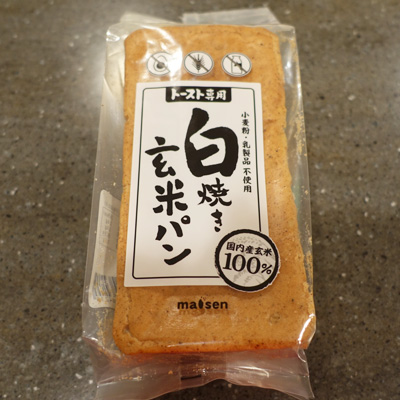 トースト専用
小麦粉・乳製品 不使用
白焼き
玄米パン
国内産玄米
100%
maisen